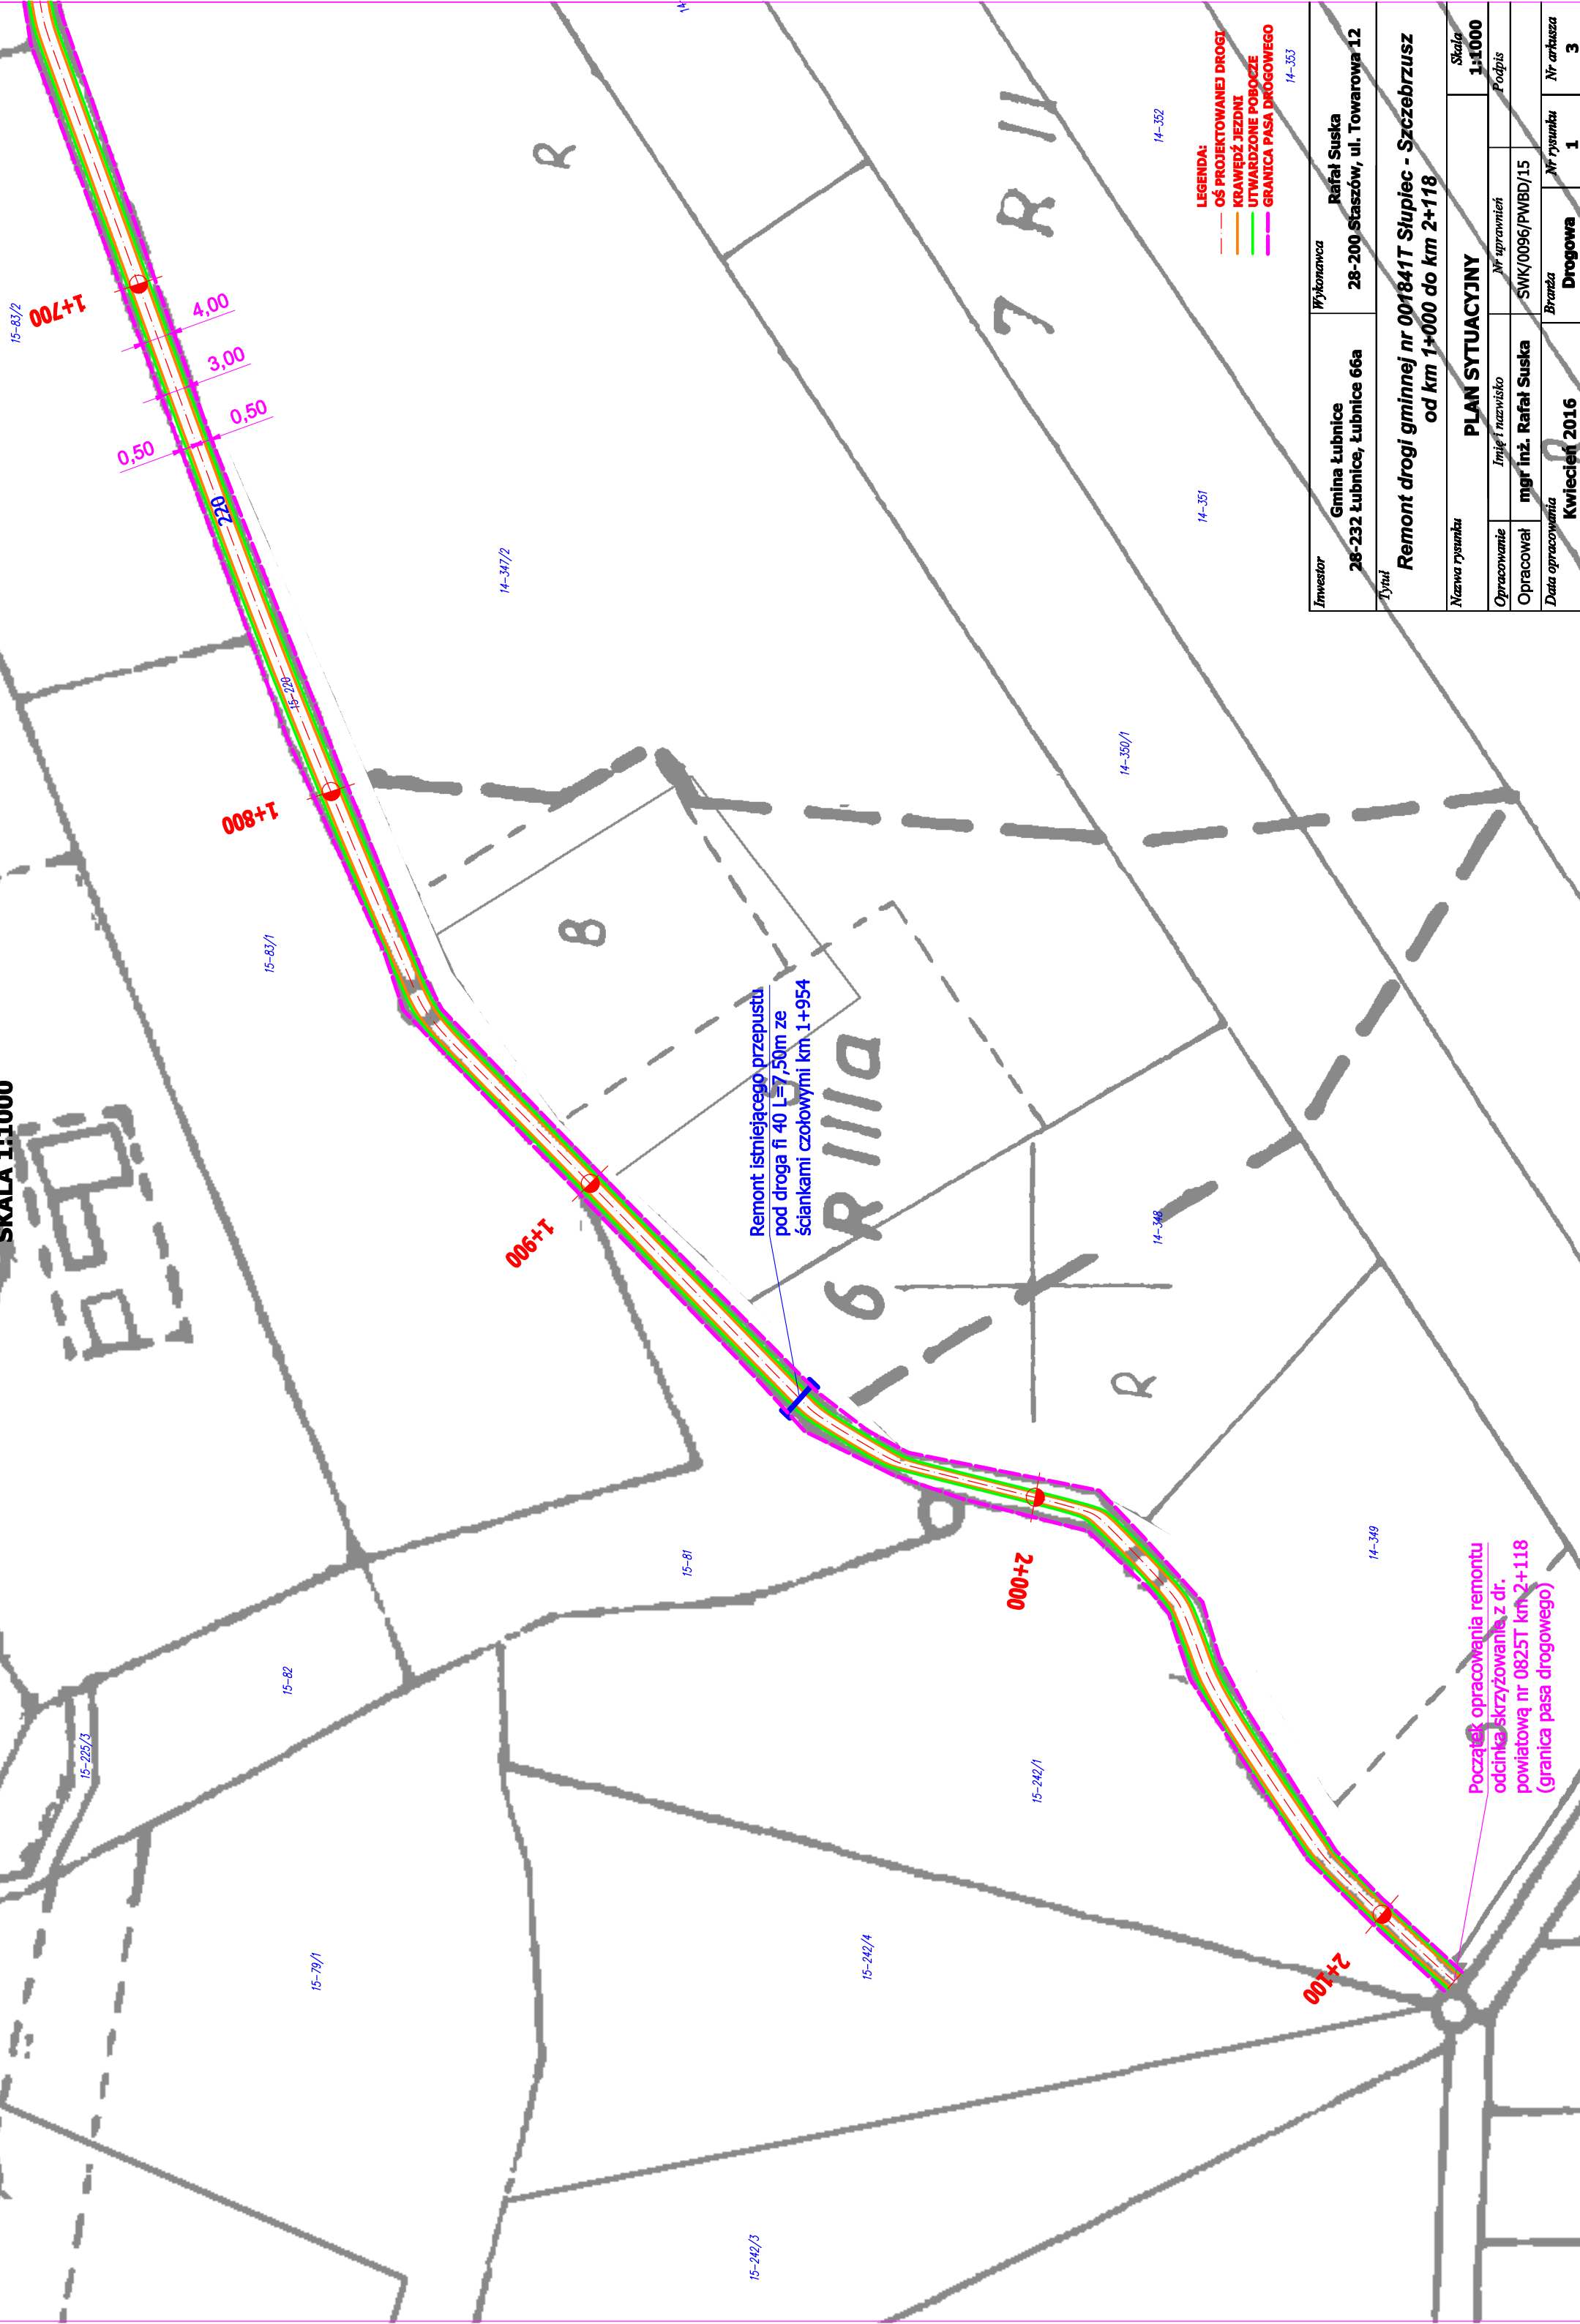 SKALA 1:1000
15-83/2
1+700
4,00
3,00
0,50
0,50
220
15-220
1+800
15-83/1
1+900
14-347/2
R
8
7 R II
14-352
14-353
14-351
14-350/1
Remont istniejącego przepustu
pod droga fi 40 L=7,50m ze
ściankami czołowymi km 1+954
6 R IIIa
14-348
R
2+000
15-81
15-82
15-225/3
15-79/1
15-242/1
15-242/4
15-242/3
14-349
2+100
Początek opracowania remontu
odcinka skrzyżowanie z dr.
powiatową nr 0825T km 2+118
(granica pasa drogowego)
LEGENDA:
OŚ PROJEKTOWANEJ DROGI
KRAWĘDŹ JEZDNI
UTWARDZONE POBOCZE
GRANICA PASA DROGOWEGO
Inwestor
Gmina Łubnice
28-232 Łubnice, Łubnice 66a
Wykonawca
Rafał Suska
28-200 Staszów, ul. Towarowa 12
Tytuł
Remont drogi gminnej nr 001841T Słupiec - Szczebrzusz
od km 1+000 do km 2+118
Nazwa rysunku
PLAN SYTUACYJNY
Skala
1:1000
Opracowanie
Imię i nazwisko
Nr uprawnień
Podpis
Opracował
mgr inż. Rafał Suska
SWK/0096/PWBD/15
Data opracowania
Kwiecień 2016
Branża
Drogowa
Nr rysunku
1
Nr arkusza
3